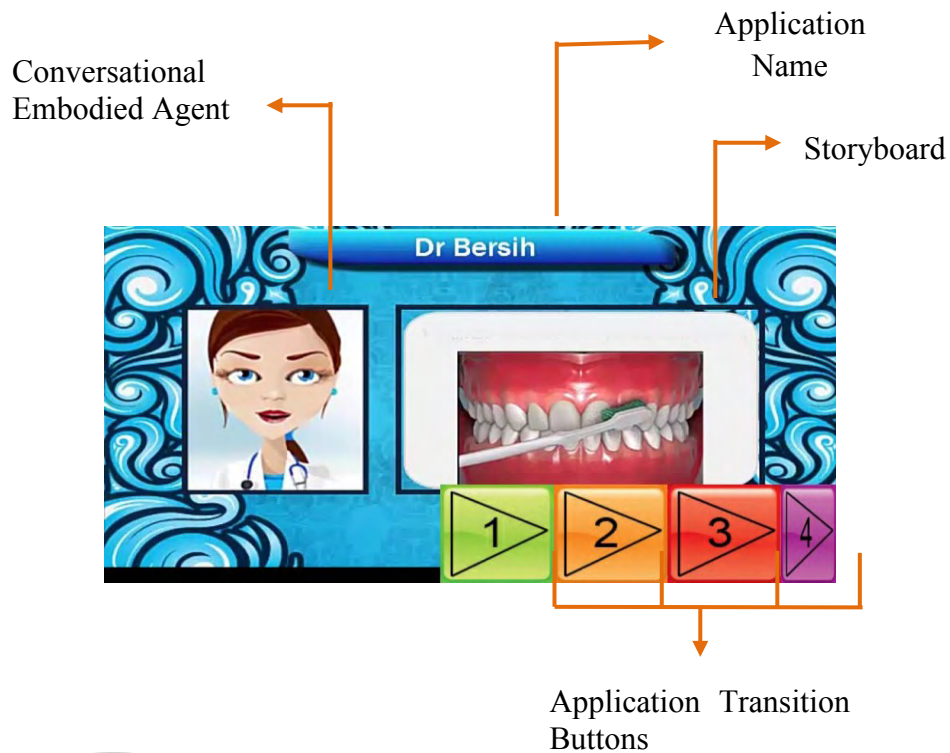 Application
Name
Conversational
Embodied Agent
Storyboard
Dr Bersih
1 2 3 4
Application Transition
Buttons